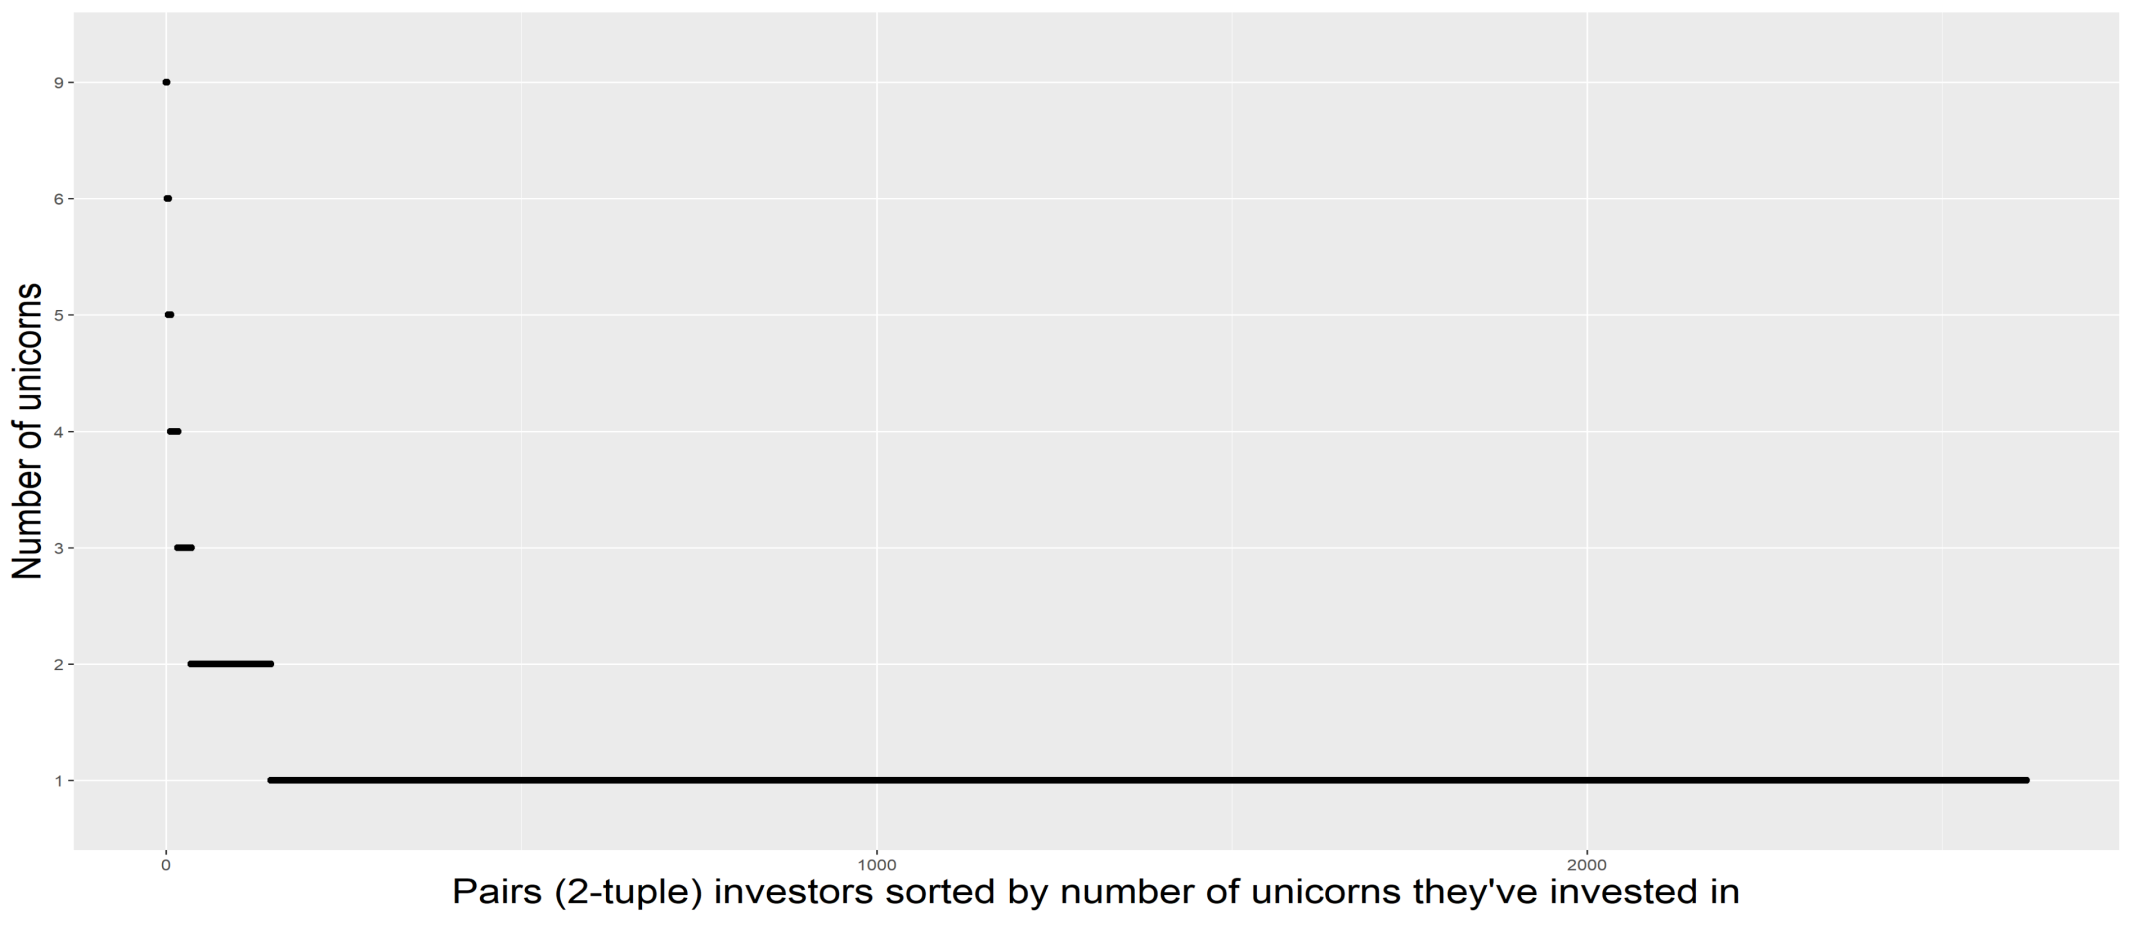 Number of unicorns
9
6
5
4
3
2
1
0 1000 2000
Pairs (2-tuple) investors sorted by number of unicorns they've invested in